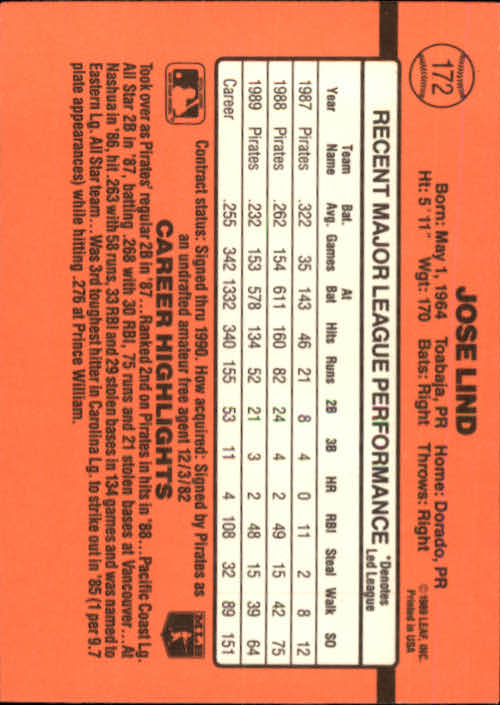 172
JOSE LIND
Born: May 1, 1964 Toabaja, PR Home: Dorado, PR
Ht: 5'11" Wgt: 170 Bats: Right Throws: Right
© 1989 LEAF, INC.
Printed in USA
RECENT MAJOR LEAGUE PERFORMANCE *Denotes Led League
Year Team Name Bat. Avg. Games At Bat Hits Runs 2B 3B HR RBI Steal Walk SO
1987 Pirates .322 35 143 46 21 8 4 0 11 2 8 12
1988 Pirates .262 154 611 160 82 24 4 2 49 15 42 75
1989 Pirates .232 153 578 134 52 21 3 2 48 15 39 64
Career .255 342 1332 340 155 53 11 4 108 32 89 151
Contract status: Signed thru 1990. How acquired: Signed by Pirates as
an undrafted amateur free agent 12/3/82
CAREER HIGHLIGHTS
MLB
Took over as Pirates' regular 2B in '87...Ranked 2nd on Pirates in hits in '88...Pacific Coast Lg.
All Star 2B in '87, batting .268 with 30 RBI, 75 runs and 21 stolen bases at Vancouver...At
Nashua in '86, hit .263 with 58 runs, 33 RBI and 29 stolen bases in 134 games and was named to
Eastern Lg. All Star team...Was 3rd toughest hitter in Carolina Lg. to strike out in '85 (1 per 9.7
plate appearances) while hitting .276 at Prince William.